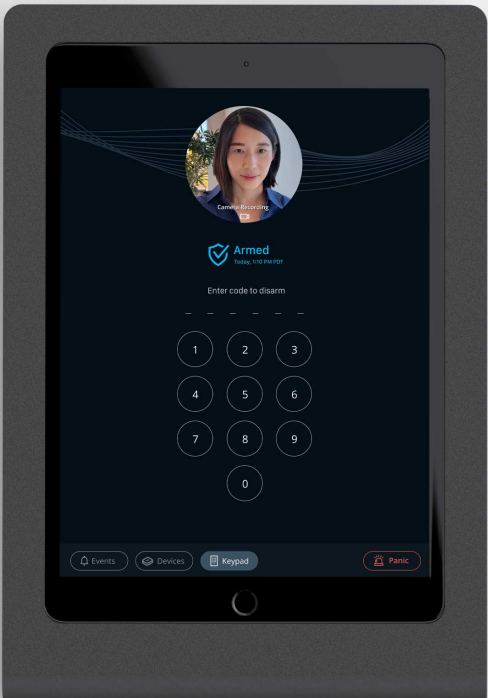 Camera Recording
Armed
Today, 1:10 PM PDT
Enter code to disarm
1 2 3
4 5 6
7 8 9
0
Events Devices Keypad Panic